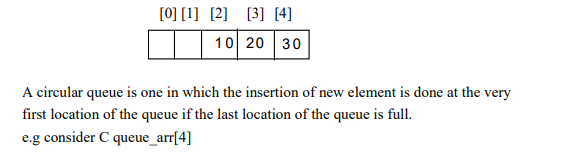 [0] [1] [2] [3] [4]
10 20 30
A circular queue is one in which the insertion of new element is done at the very
first location of the queue if the last location of the queue is full.
e.g consider C queue_arr[4]